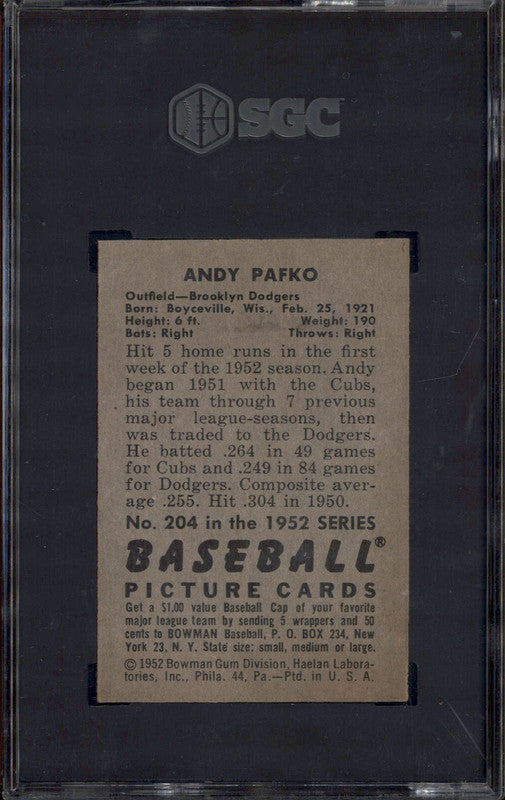 SGC
ANDY PAFKO
Outfield—Brooklyn Dodgers
Born: Boyceville, Wis., Feb. 25, 1921
Height: 6 ft. Weight: 190
Bats: Right Throws: Right
Hit 5 home runs in the first
week of the 1952 season. Andy
began 1951 with the Cubs,
his team through 7 previous
major league-seasons, then
was traded to the Dodgers.
He batted .264 in 49 games
for Cubs and .249 in 84 games
for Dodgers. Composite aver-
age .255. Hit .304 in 1950.
No. 204 in the 1952 SERIES
BASEBALL®
PICTURE CARDS
Get a $1.00 value Baseball Cap of your favorite
major league team by sending 5 wrappers and 50
cents to BOWMAN Baseball, P. O. BOX 234, New
York 23, N. Y. State size: small, medium or large.
© 1952 Bowman Gum Division, Haelan Labora-
tories, Inc., Phila. 44, Pa.—Ptd. in U. S. A.